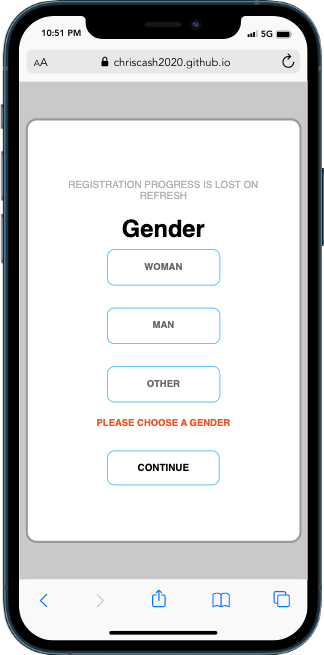 10:51 PM
5G
AA
chriscash2020.github.io
REGISTRATION PROGRESS IS LOST ON
REFRESH
Gender
WOMAN
MAN
OTHER
PLEASE CHOOSE A GENDER
CONTINUE